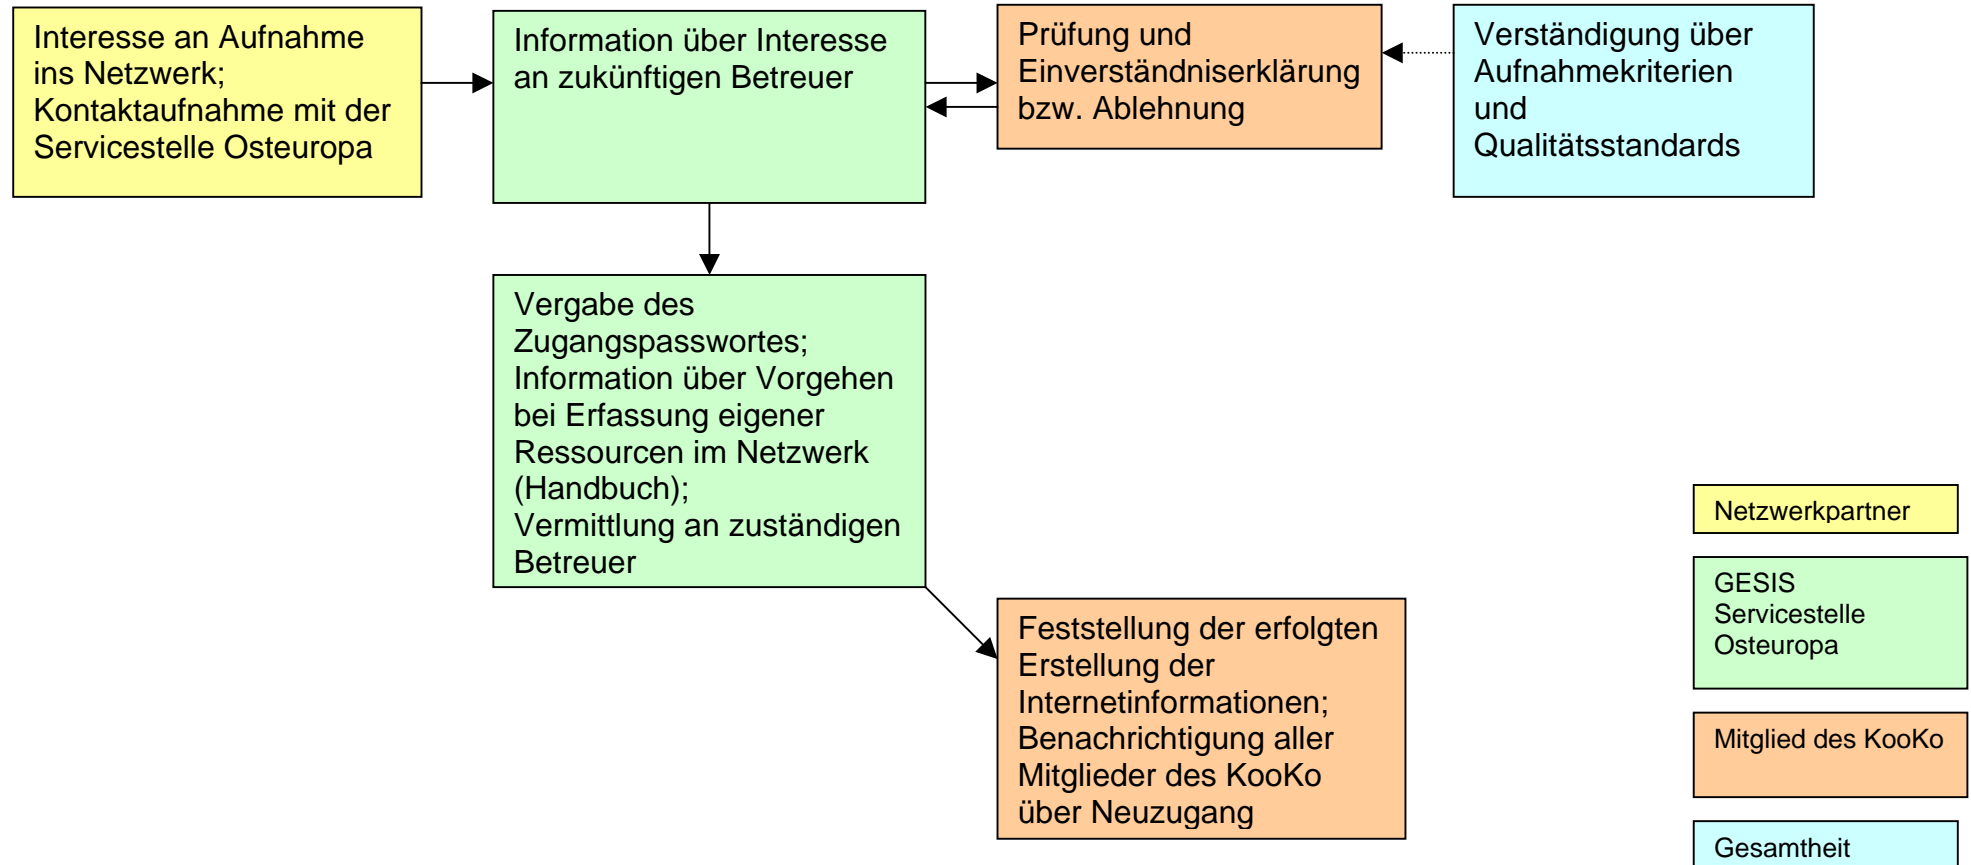 Interesse an Aufnahme
ins Netzwerk;
Kontaktaufnahme mit der
Servicestelle Osteuropa
Information über Interesse
an zukünftigen Betreuer
Prüfung und
Einverständniserklärung
bzw. Ablehnung
Verständigung über
Aufnahmekriterien
und
Qualitätsstandards
Vergabe des
Zugangspasswortes;
Information über Vorgehen
bei Erfassung eigener
Ressourcen im Netzwerk
(Handbuch);
Vermittlung an zuständigen
Betreuer
Feststellung der erfolgten
Erstellung der
Internetinformationen;
Benachrichtigung aller
Mitglieder des KooKo
über Neuzugang
Netzwerkpartner
GESIS
Servicestelle
Osteuropa
Mitglied des KooKo
Gesamtheit